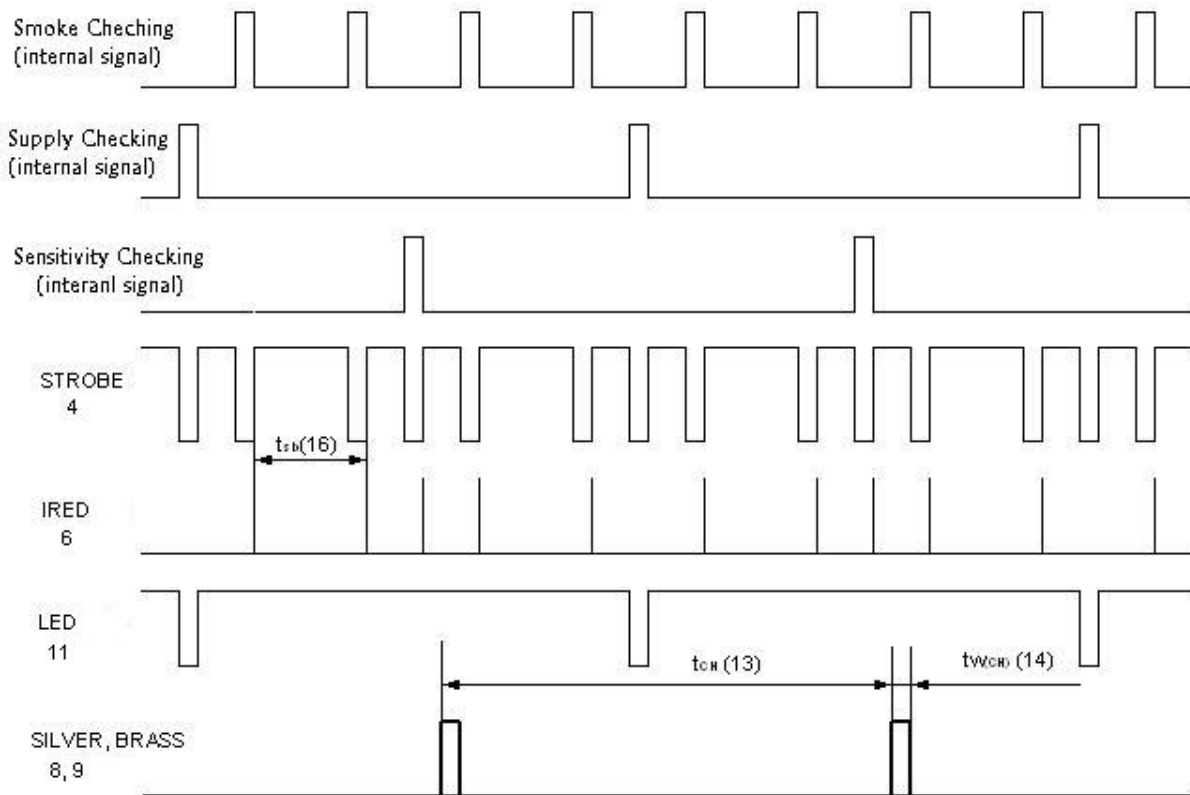 Smoke Cheching
(internal signal)
Supply Checking
(internal signal)
Sensitivity Checking
(interanl signal)
STROBE
4
tsb(16)
IRED
6
LED
11
tCH(13)
tW(CH)(14)
SILVER, BRASS
8, 9